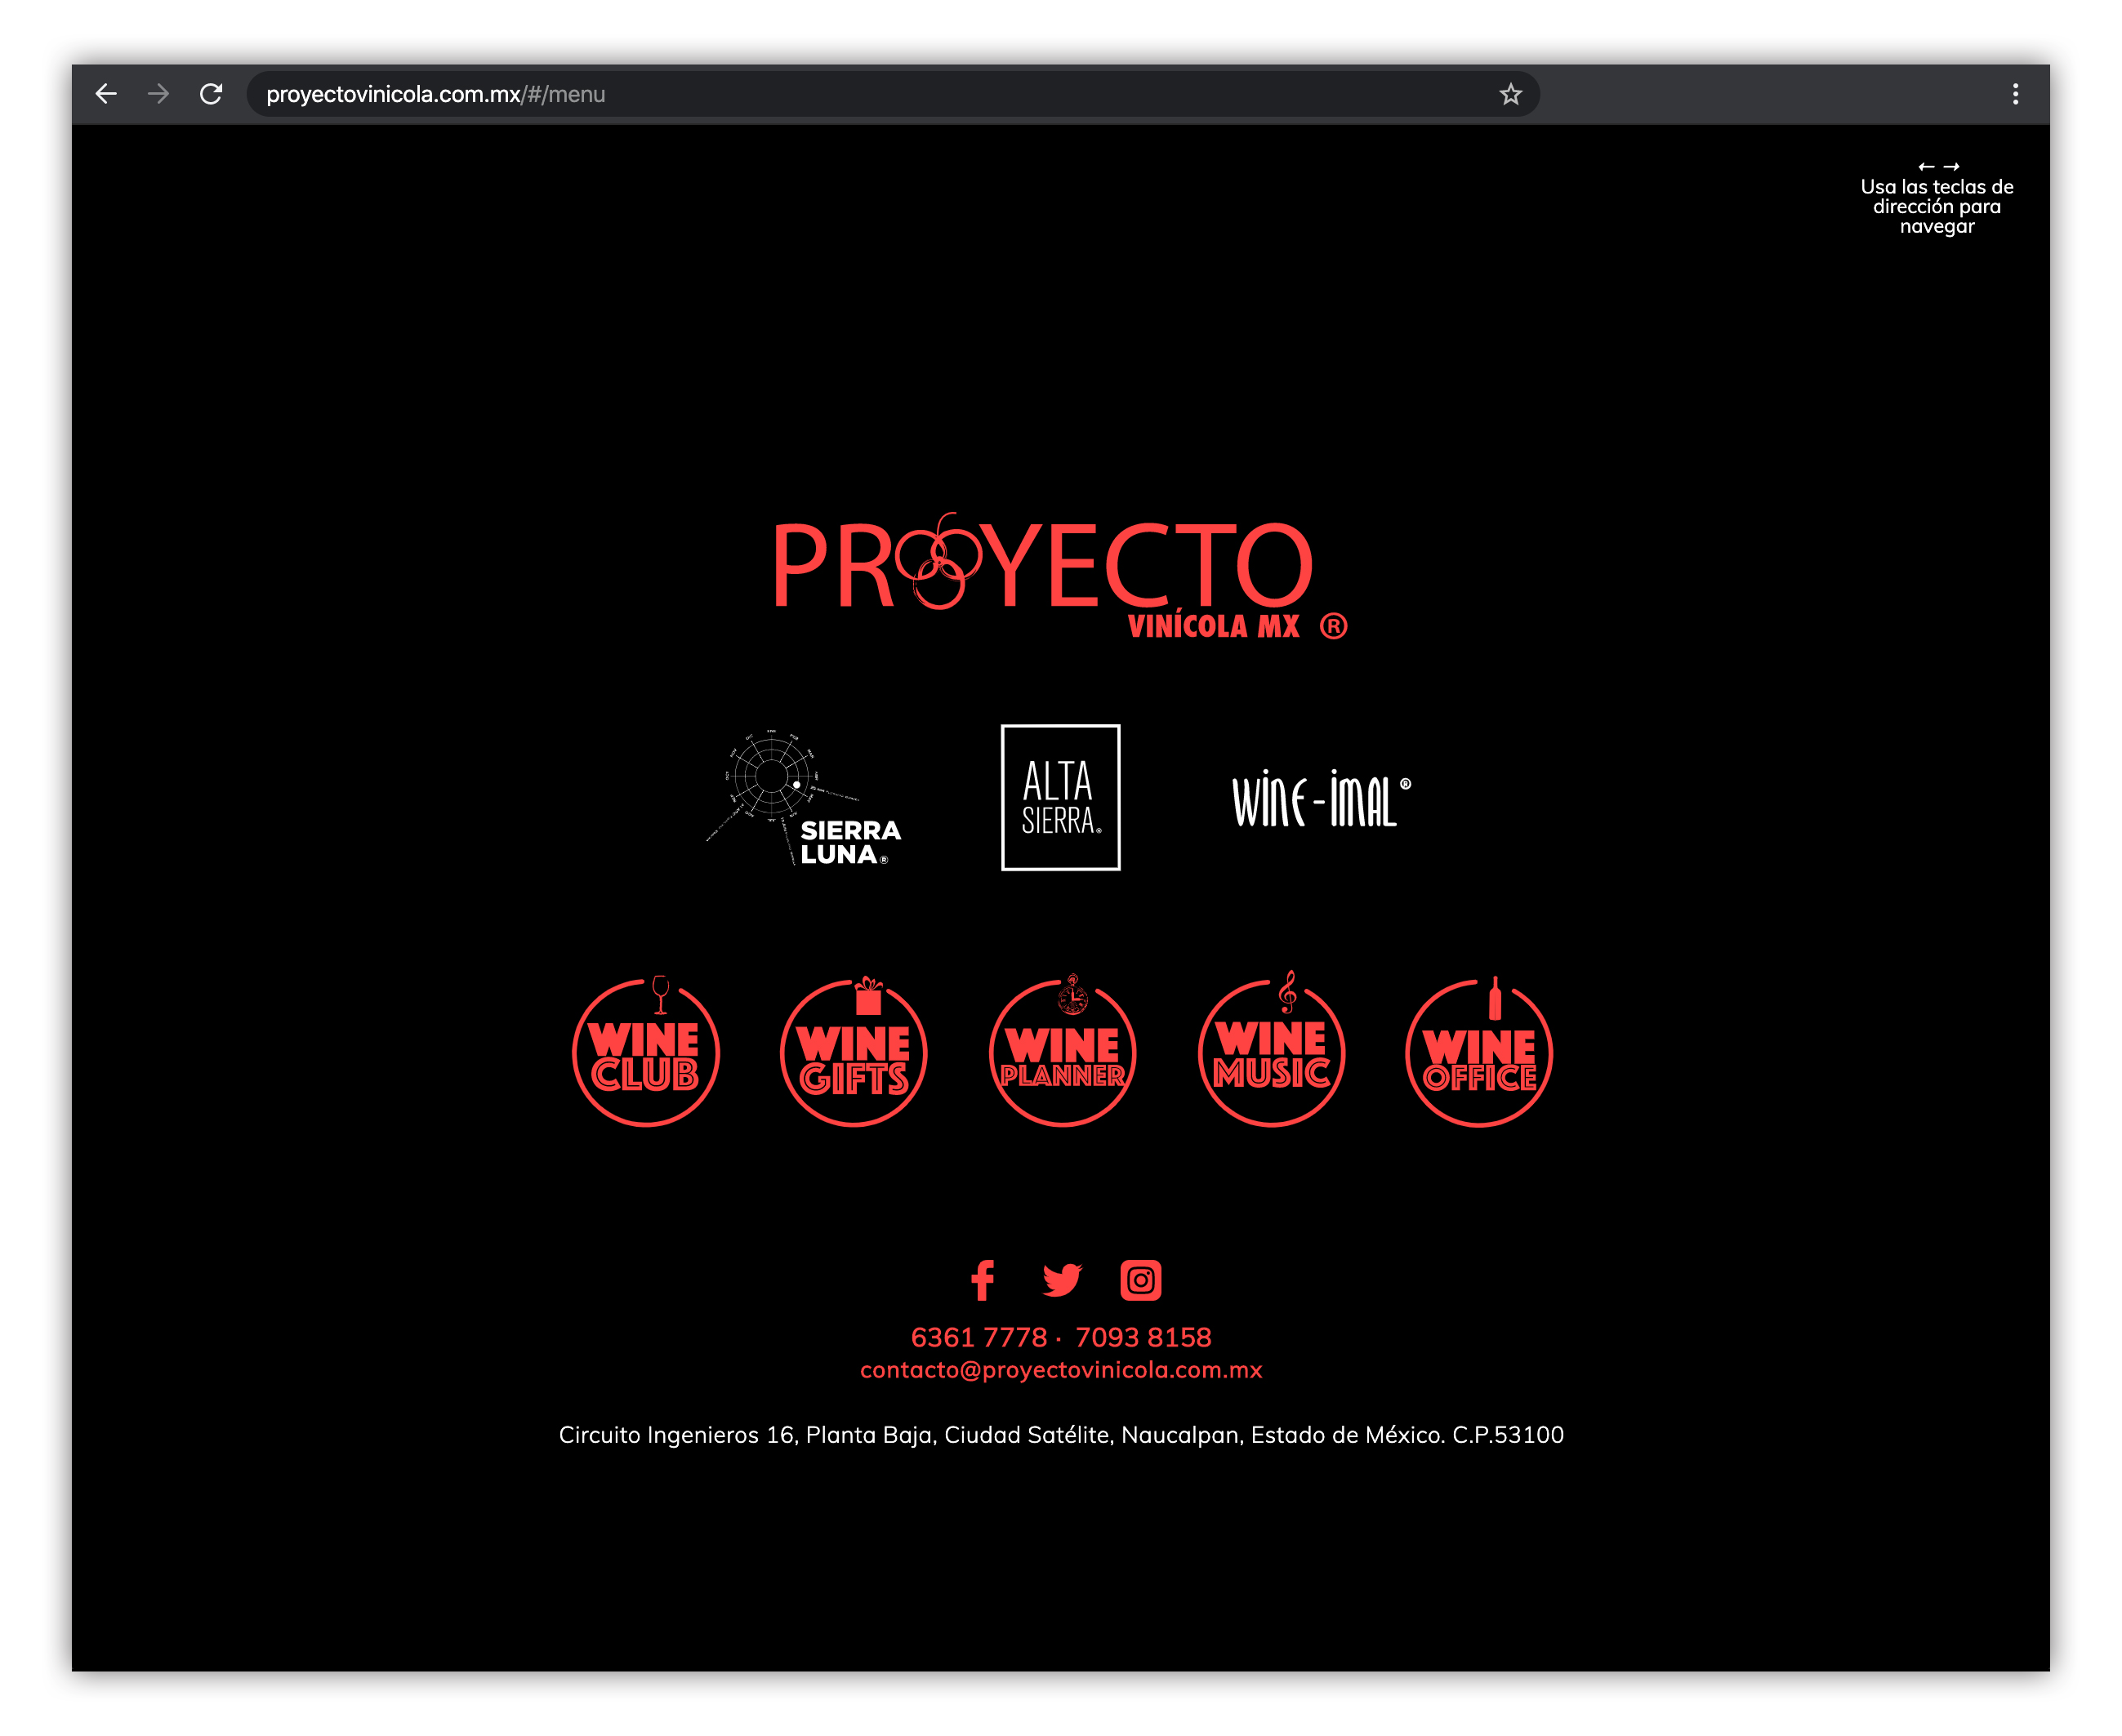 proyectovinicola.com.mx/#/menu
← →
Usa las teclas de
dirección para
navegar
PROYECTO
VINÍCOLA MX ®
SIERRA
LUNA®
ALTA
SIERRA®
WINE-IMAL®
WINE
CLUB
WINE
GIFTS
WINE
PLANNER
WINE
MUSIC
WINE
OFFICE
6361 7778 · 7093 8158
contacto@proyectovinicola.com.mx
Circuito Ingenieros 16, Planta Baja, Ciudad Satélite, Naucalpan, Estado de México. C.P.53100